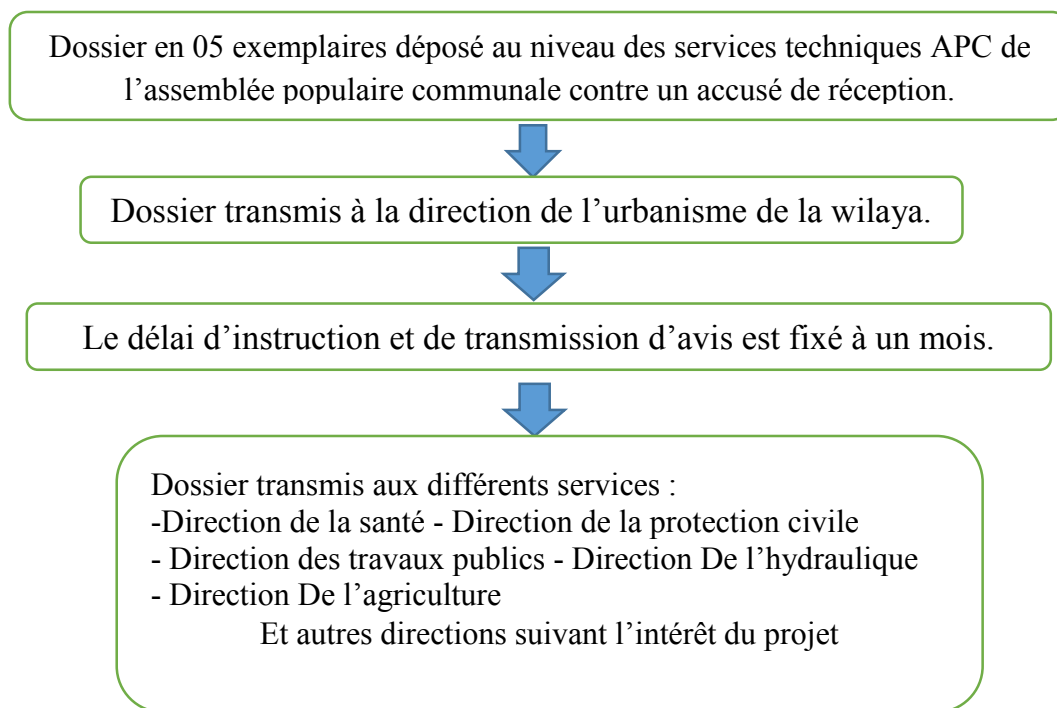 Dossier en 05 exemplaires déposé au niveau des services techniques APC de
l’assemblée populaire communale contre un accusé de réception.
Dossier transmis à la direction de l’urbanisme de la wilaya.
Le délai d’instruction et de transmission d’avis est fixé à un mois.
Dossier transmis aux différents services :
-Direction de la santé - Direction de la protection civile
- Direction des travaux publics - Direction De l’hydraulique
- Direction De l’agriculture
Et autres directions suivant l’intérêt du projet